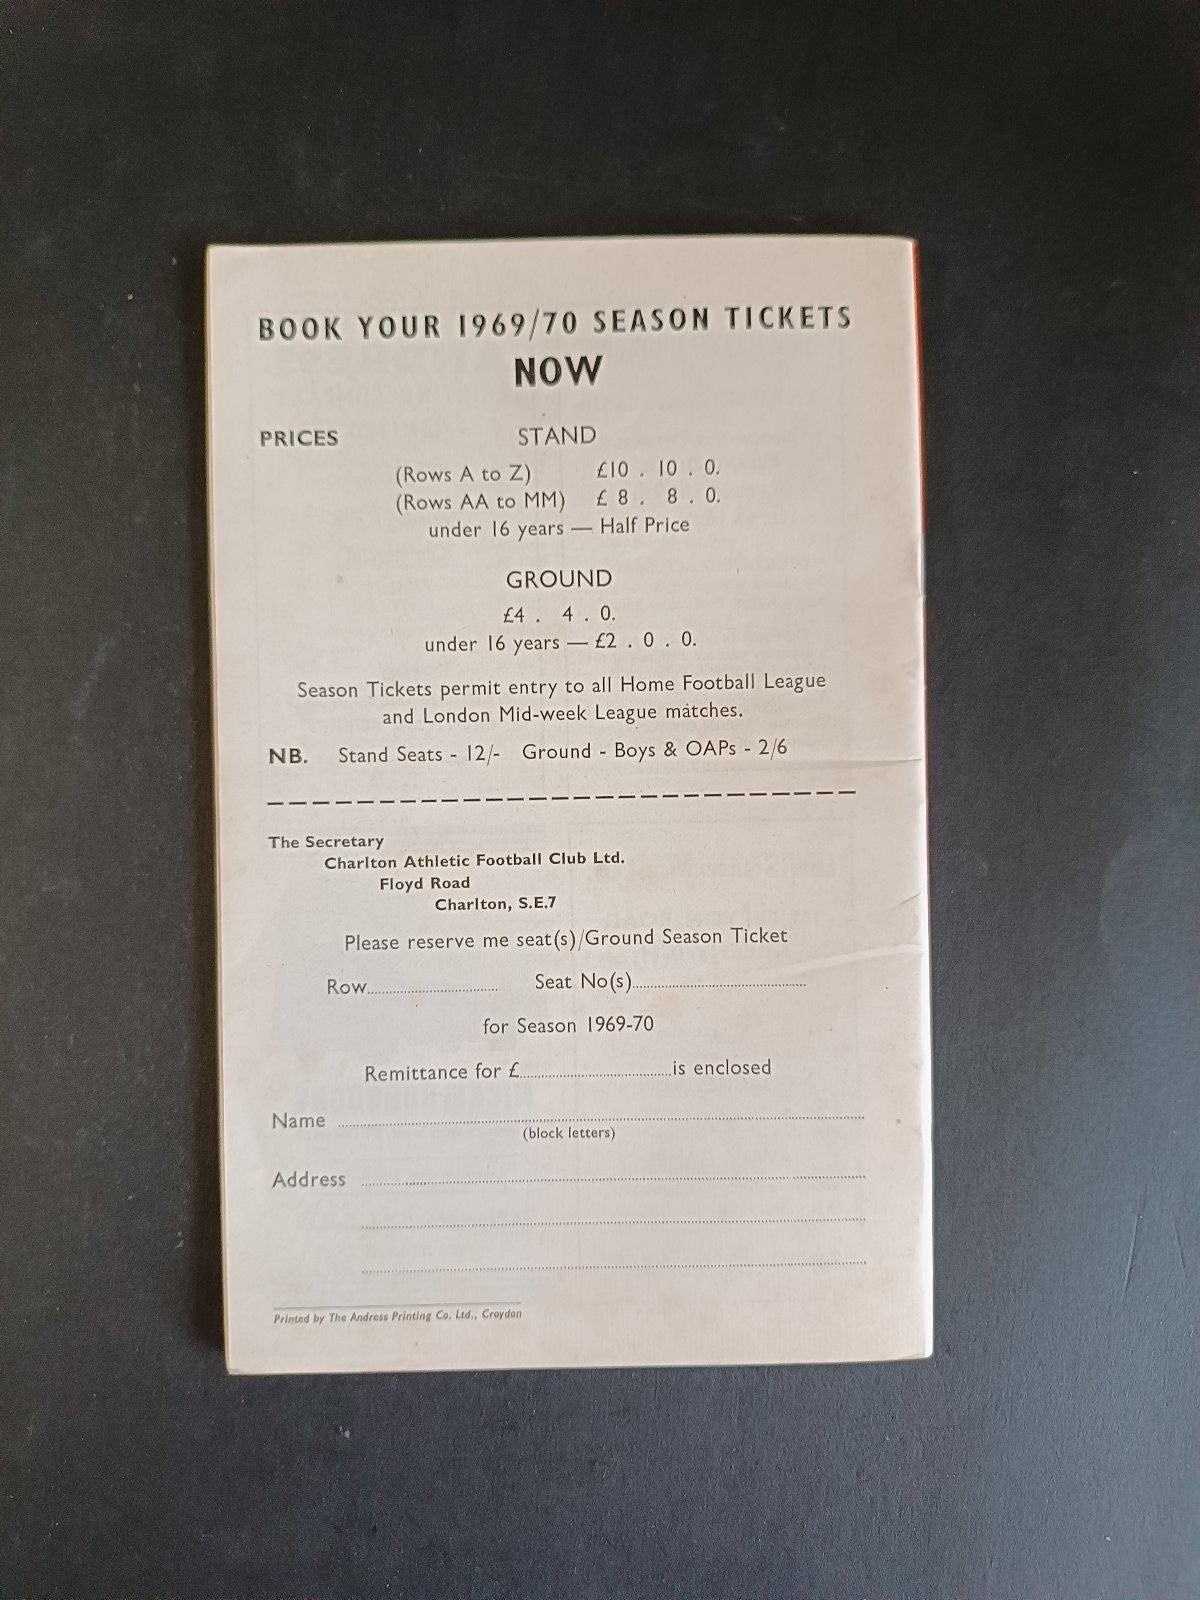 BOOK YOUR 1969/70 SEASON TICKETS
NOW
PRICES STAND
(Rows A to Z) £10 . 10 . 0.
(Rows AA to MM) £ 8 . 8 . 0.
under 16 years — Half Price
GROUND
£4 . 4 . 0.
under 16 years — £2 . 0 . 0.
Season Tickets permit entry to all Home Football League
and London Mid-week League matches.
NB. Stand Seats - 12/- Ground - Boys & OAPs - 2/6
The Secretary
Charlton Athletic Football Club Ltd.
Floyd Road
Charlton, S.E.7
Please reserve me seat(s)/Ground Season Ticket
Row.................... Seat No(s)....................
for Season 1969-70
Remittance for £....................is enclosed
Name ....................
(block letters)
Address ....................
Printed by The Andress Printing Co. Ltd., Croydon